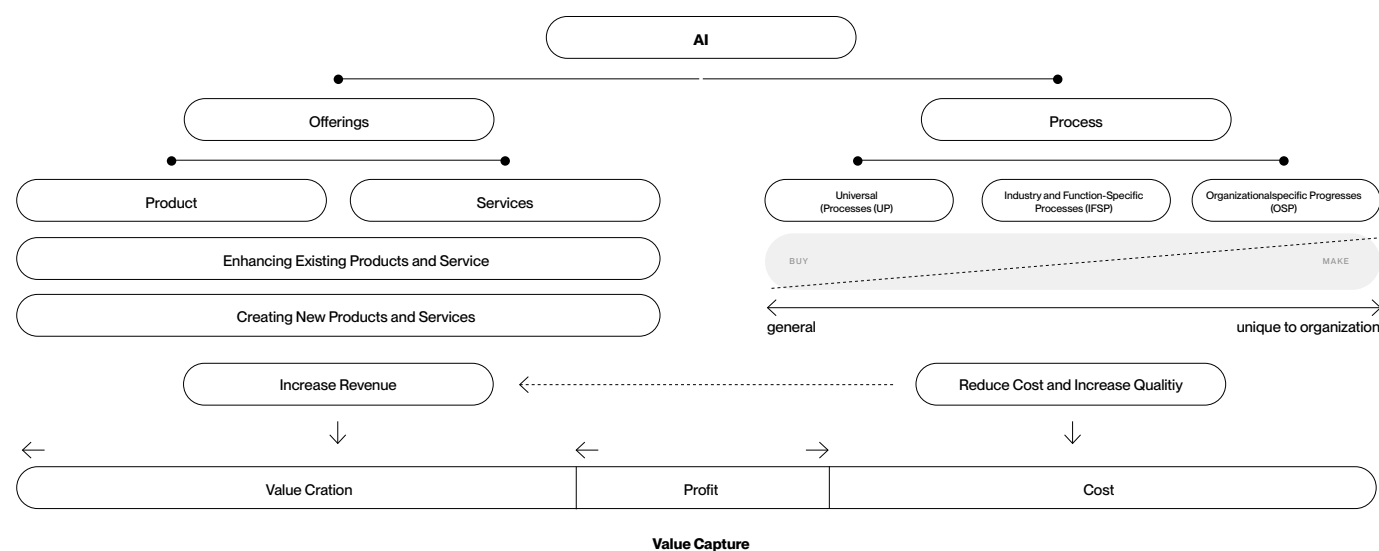 AI
Offerings
Process
Product
Services
Universal
(Processes (UP)
Industry and Function-Specific
Processes (IFSP)
Organizationalspecific Progresses
(OSP)
Enhancing Existing Products and Service
BUY
MAKE
Creating New Products and Services
general
unique to organization
Increase Revenue
Reduce Cost and Increase Qualitiy
Value Cration
Profit
Cost
Value Capture